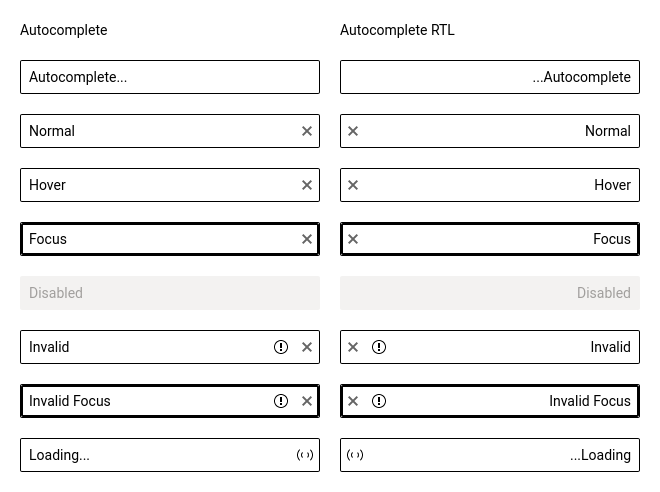 Autocomplete
Autocomplete RTL
Autocomplete...
...Autocomplete
Normal
Normal
Hover
Hover
Focus
Focus
Disabled
Disabled
Invalid
Invalid
Invalid Focus
Invalid Focus
Loading...
...Loading